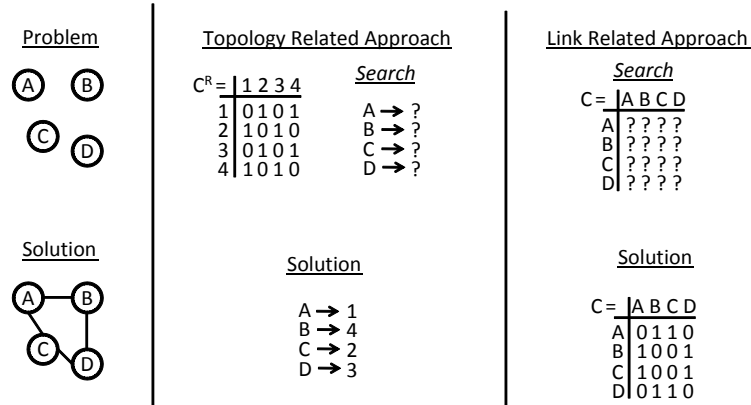 Problem
A B
C
D
Solution
A B
C
D
Topology Related Approach
Search
Cᴿ= 1 2 3 4
1 0 1 0 1
2 1 0 1 0
3 0 1 0 1
4 1 0 1 0
A → ?
B → ?
C → ?
D → ?
Solution
A → 1
B → 4
C → 2
D → 3
Link Related Approach
Search
C= A B C D
A ? ? ? ?
B ? ? ? ?
C ? ? ? ?
D ? ? ? ?
Solution
C= A B C D
A 0 1 1 0
B 1 0 0 1
C 1 0 0 1
D 0 1 1 0